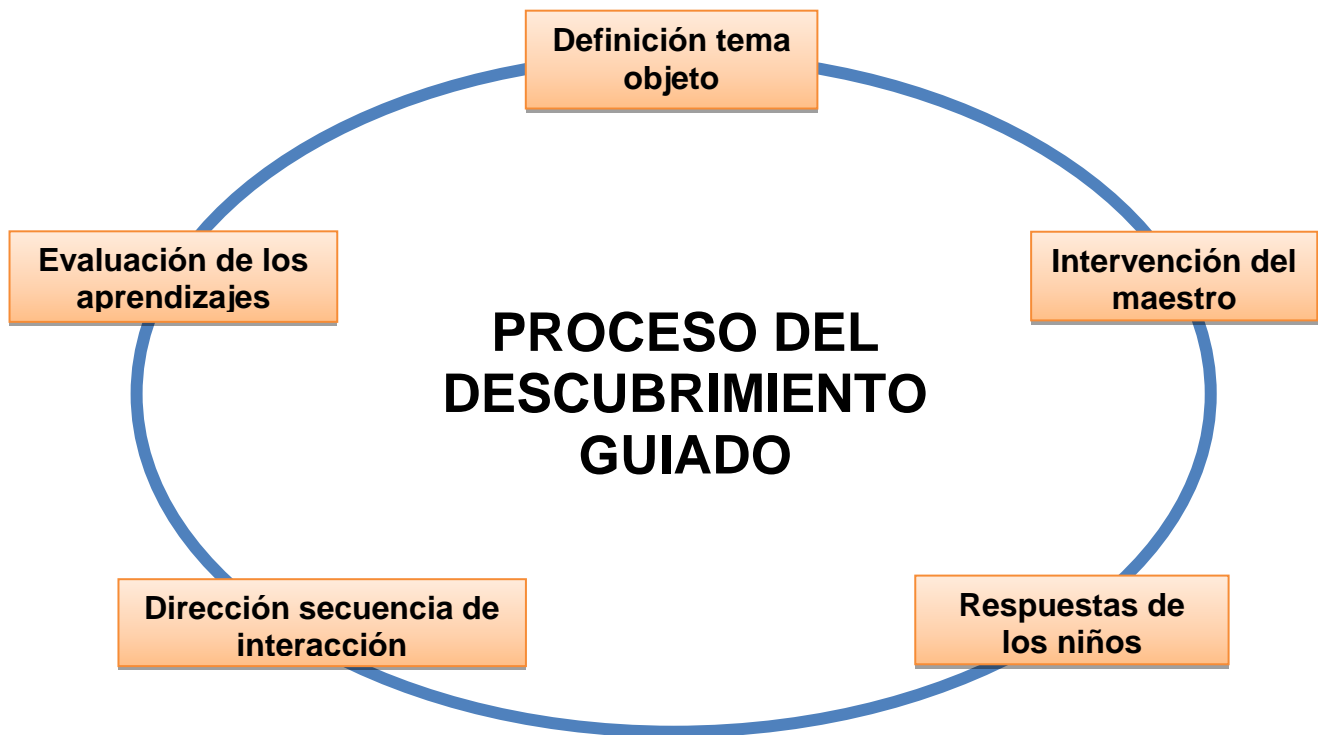 Definición tema
objeto
Intervención del
maestro
Respuestas de
los niños
Dirección secuencia de
interacción
Evaluación de los
aprendizajes
PROCESO DEL
DESCUBRIMIENTO
GUIADO